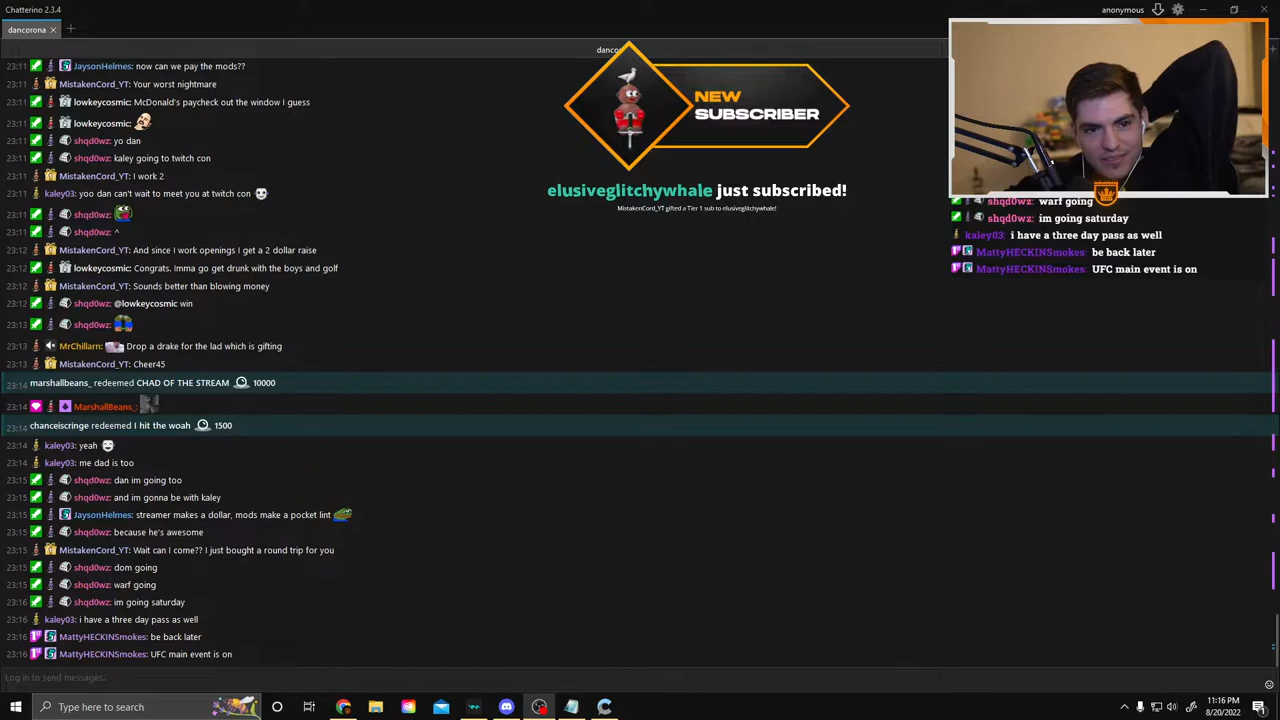 Chatterino 2.3.4
anonymous
dancorona
danco
23:11 JaysonHelmes: now can we pay the mods??
23:11 MistakenCord_YT: Your worst nightmare
23:11 lowkeycosmic: McDonald's paycheck out the window I guess
23:11 lowkeycosmic:
23:11 shqd0wz: yo dan
23:11 shqd0wz: kaley going to twitch con
23:11 MistakenCord_YT: I work 2
23:11 kaley03: yoo dan can't wait to meet you at twitch con
23:11 shqd0wz:
23:11 shqd0wz: ^
23:12 MistakenCord_YT: And since I work openings I get a 2 dollar raise
23:12 lowkeycosmic: Congrats. Imma go get drunk with the boys and golf
23:12 MistakenCord_YT: Sounds better than blowing money
23:12 shqd0wz: @lowkeycosmic win
23:13 shqd0wz:
23:13 MrChillarn: Drop a drake for the lad which is gifting
23:13 MistakenCord_YT: Cheer45
23:14 marshallbeans_ redeemed CHAD OF THE STREAM 10000
23:14 MarshallBeans_:
23:14 chanceiscringe redeemed I hit the woah 1500
23:14 kaley03: yeah
23:14 kaley03: me dad is too
23:15 shqd0wz: dan im going too
23:15 shqd0wz: and im gonna be with kaley
23:15 JaysonHelmes: streamer makes a dollar, mods make a pocket lint
23:15 shqd0wz: because he's awesome
23:15 MistakenCord_YT: Wait can I come?? I just bought a round trip for you
23:15 shqd0wz: dom going
23:15 shqd0wz: warf going
23:16 shqd0wz: im going saturday
23:16 kaley03: i have a three day pass as well
23:16 MattyHECKINSmokes: be back later
23:16 MattyHECKINSmokes: UFC main event is on
NEW
SUBSCRIBER
elusiveglitchywhale just subscribed!
MistakenCord_YT gifted a Tier 1 sub to elusiveglitchywhale!
shqd0wz: warf going
shqd0wz: im going saturday
kaley03: i have a three day pass as well
MattyHECKINSmokes: be back later
MattyHECKINSmokes: UFC main event is on
Log in to send messages...
Type here to search
11:16 PM
8/20/2022